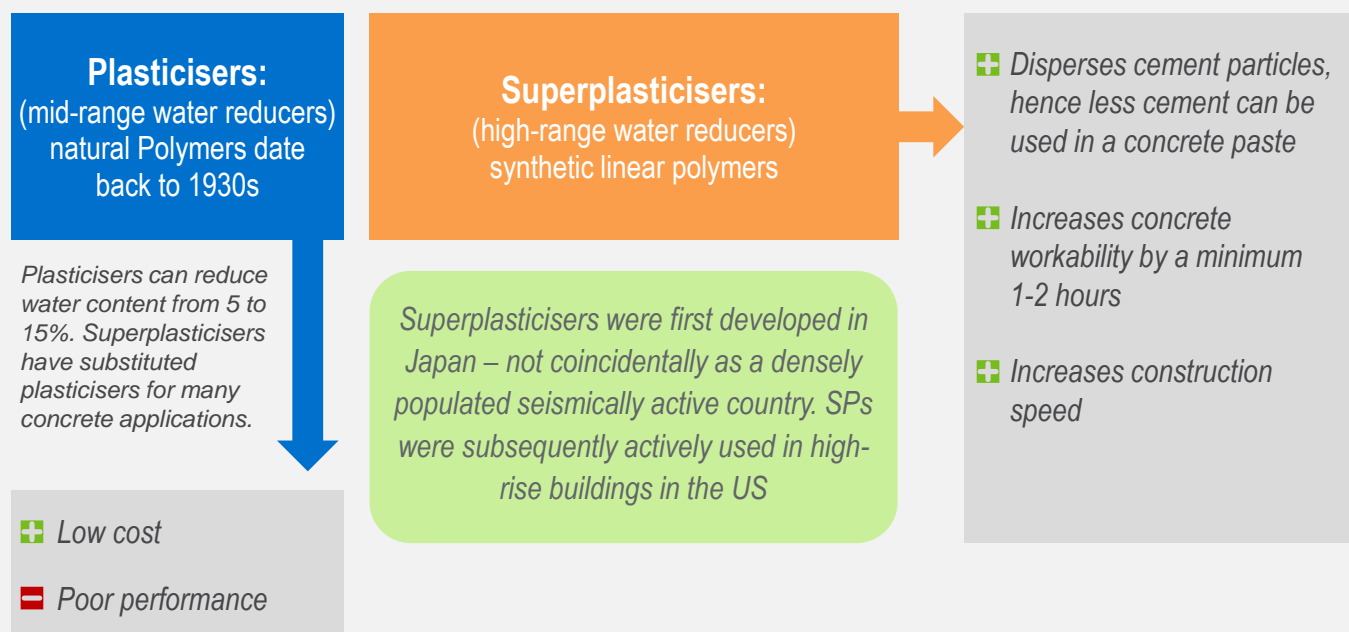 Plasticisers:
(mid-range water reducers)
natural Polymers date
back to 1930s
Plasticisers can reduce
water content from 5 to
15%. Superplasticisers
have substituted
plasticisers for many
concrete applications.
Low cost
Poor performance
Superplasticisers:
(high-range water reducers)
synthetic linear polymers
Superplasticisers were first developed in
Japan – not coincidentally as a densely
populated seismically active country. SPs
were subsequently actively used in high-
rise buildings in the US
Disperses cement particles,
hence less cement can be
used in a concrete paste
Increases concrete
workability by a minimum
1-2 hours
Increases construction
speed